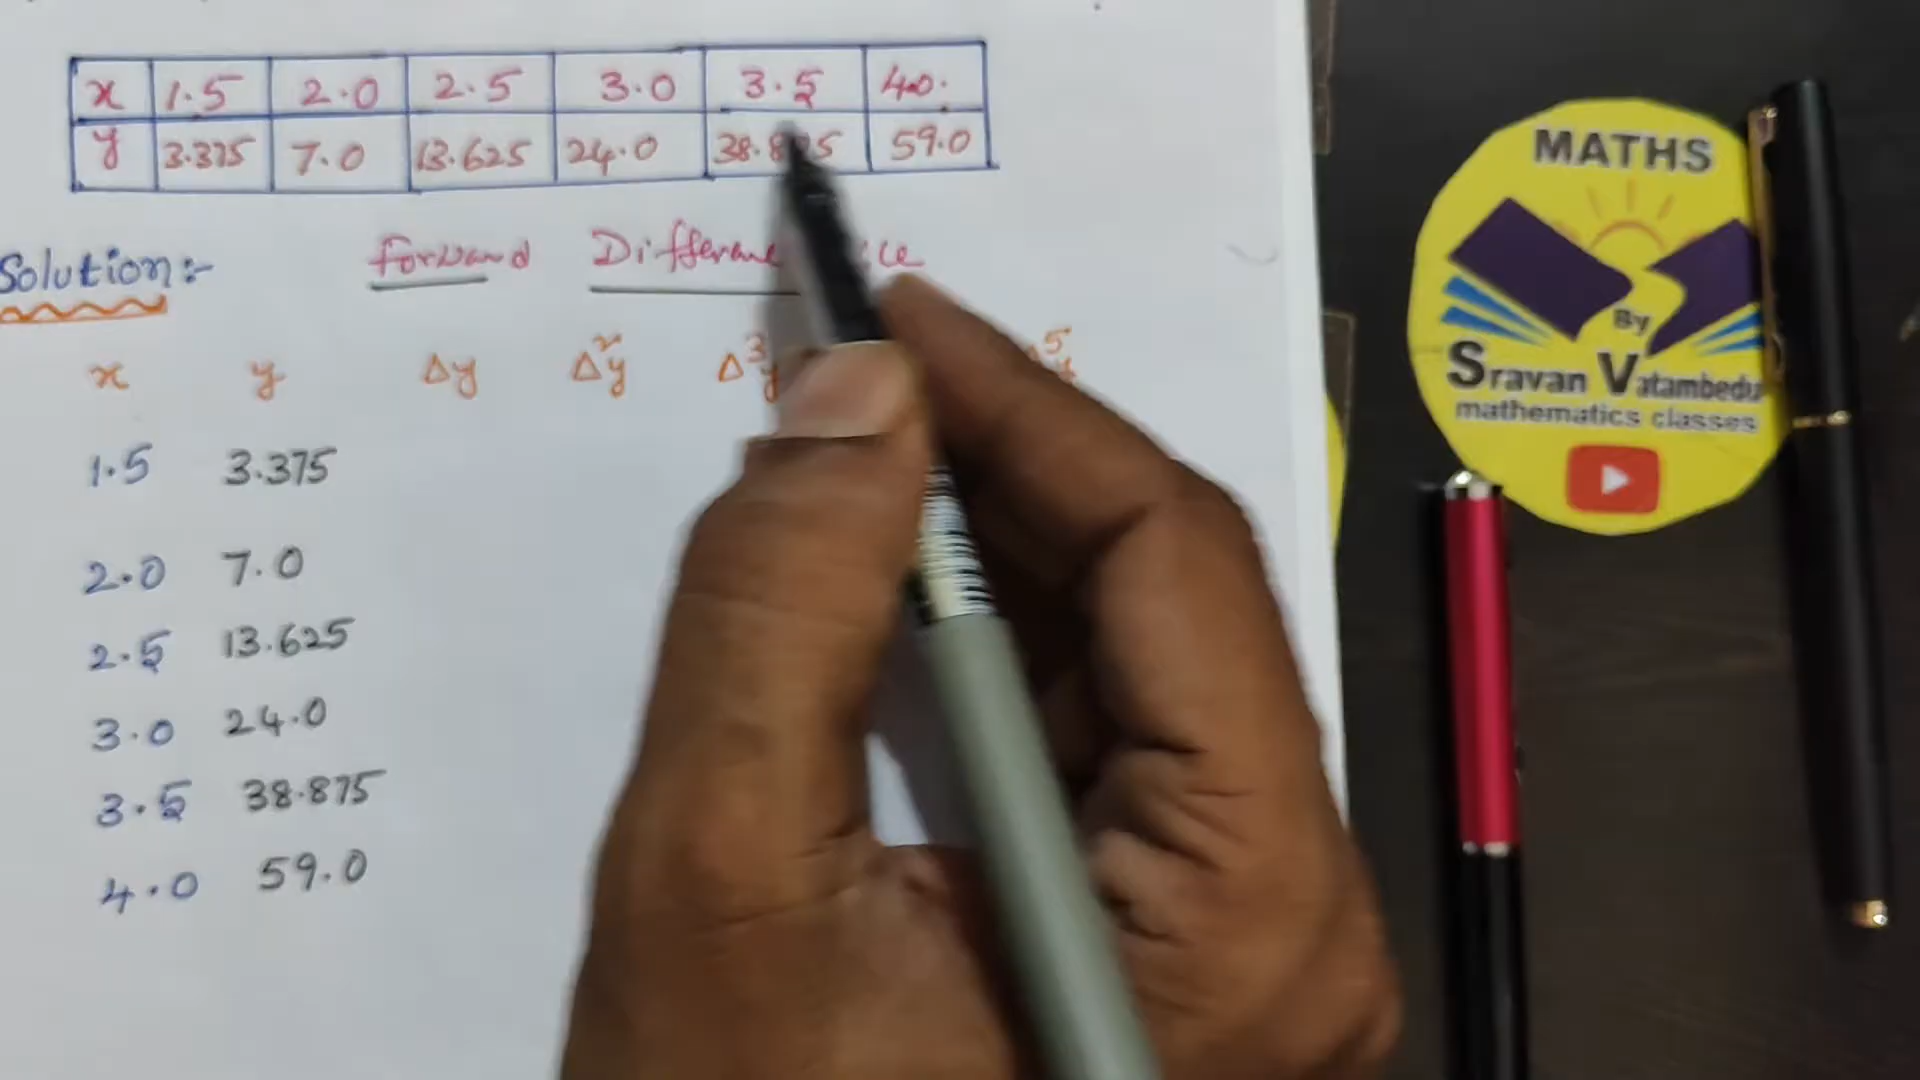 x 1.5 2.0 2.5 3.0 3.5 4.0.
y 3.375 7.0 13.625 24.0 59.0
Solution:- Forward
x y Δy Δ²y Δ³y
1.5 3.375
2.0 7.0
2.5 13.625
3.0 24.0
3.5 38.875
4.0 59.0
MATHS
By
Sravan Vatambedu
mathematics classes